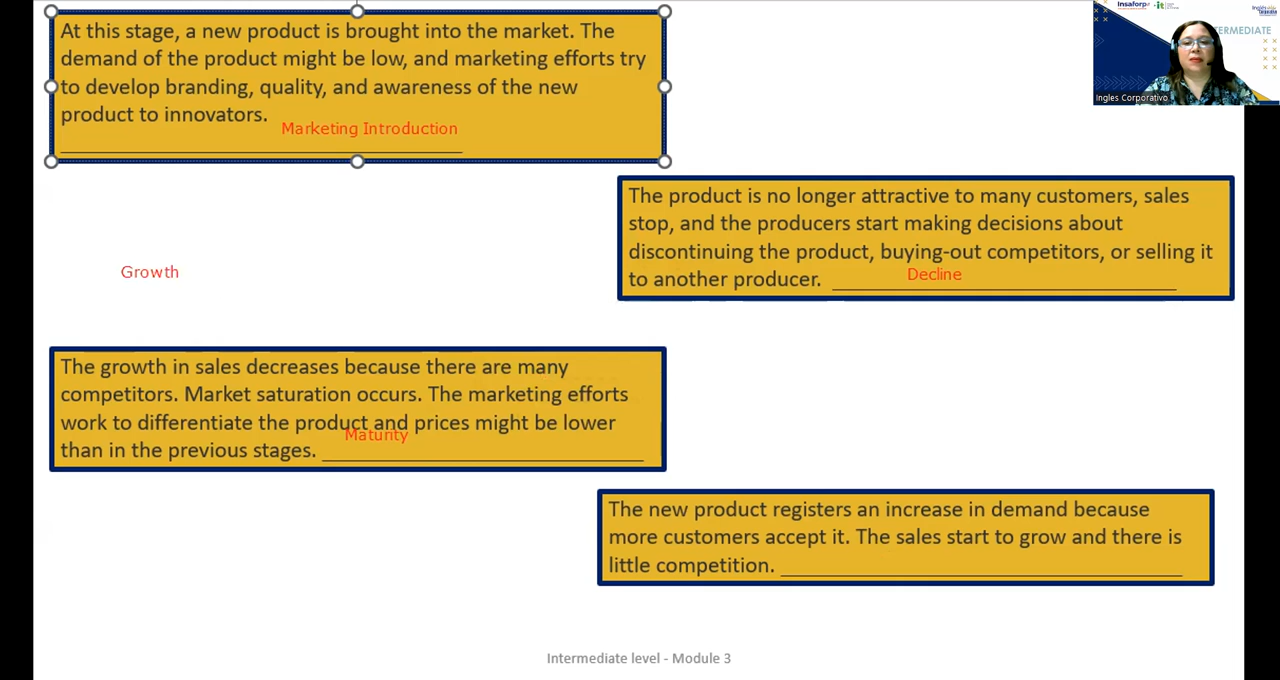 At this stage, a new product is brought into the market. The
demand of the product might be low, and marketing efforts try
to develop branding, quality, and awareness of the new
product to innovators.
Marketing Introduction
Insaforp
it
Inglés
Corporativo
ERMEDIATE
Ingles Corporativo
The product is no longer attractive to many customers, sales
stop, and the producers start making decisions about
discontinuing the product, buying-out competitors, or selling it
to another producer.
Decline
Growth
The growth in sales decreases because there are many
competitors. Market saturation occurs. The marketing efforts
work to differentiate the product and prices might be lower
than in the previous stages.
Maturity
The new product registers an increase in demand because
more customers accept it. The sales start to grow and there is
little competition.
Intermediate level - Module 3